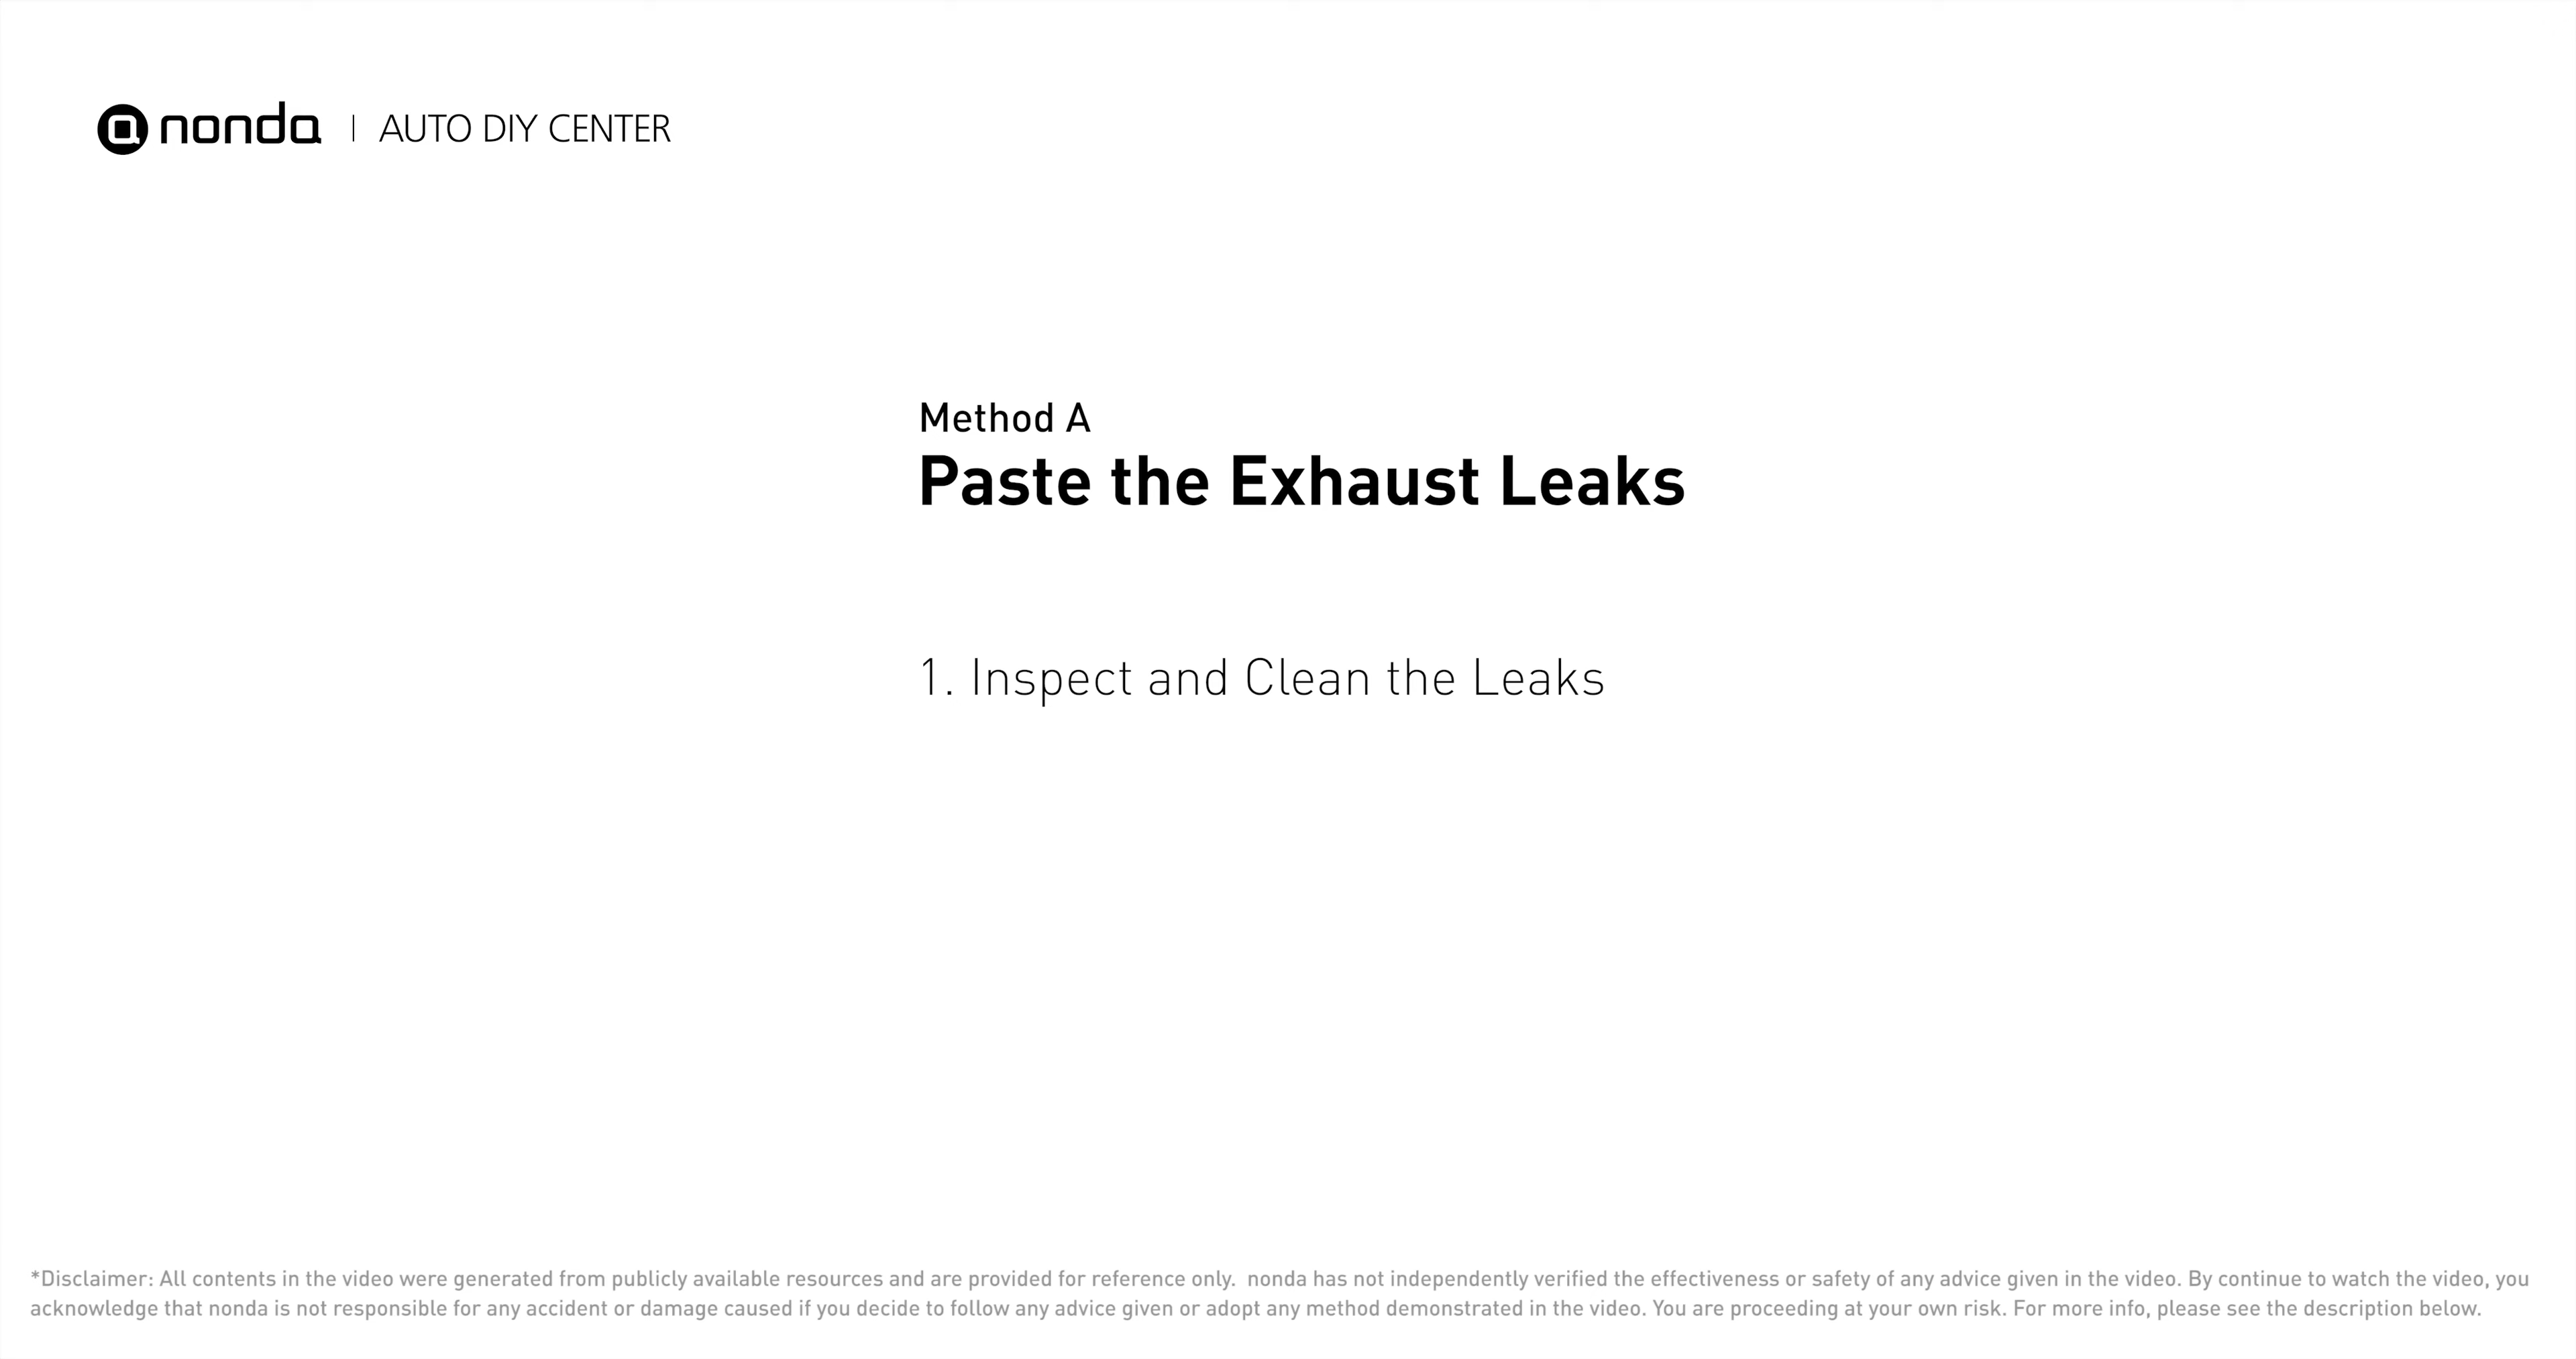 nonda | AUTO DIY CENTER
Method A
Paste the Exhaust Leaks
1. Inspect and Clean the Leaks
*Disclaimer: All contents in the video were generated from publicly available resources and are provided for reference only.  nonda has not independently verified the effectiveness or safety of any advice given in the video. By continue to watch the video, you
acknowledge that nonda is not responsible for any accident or damage caused if you decide to follow any advice given or adopt any method demonstrated in the video. You are proceeding at your own risk. For more info, please see the description below.